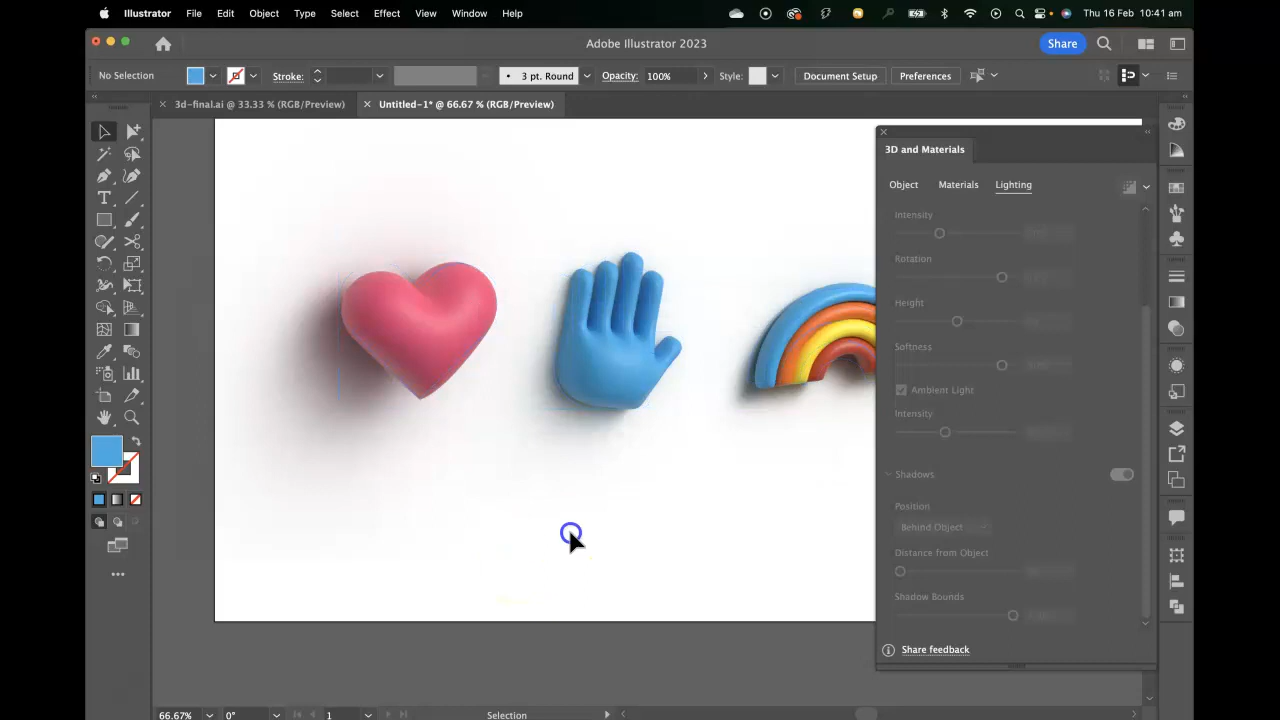 Illustrator File Edit Object Type Select Effect View Window Help Thu 16 Feb 10:41 am
Adobe Illustrator 2023 Share
No Selection Stroke: 3 pt. Round Opacity: 100% Style: Document Setup Preferences
3d-final.ai @ 33.33 % (RGB/Preview) Untitled-1* @ 66.67 % (RGB/Preview)
3D and Materials
Object Materials Lighting
Intensity
Rotation
Height
Softness
Ambient Light
Intensity
Shadows
Position
Behind Object
Distance from Object
Shadow Bounds
Share feedback
66.67% 0° 1 Selection